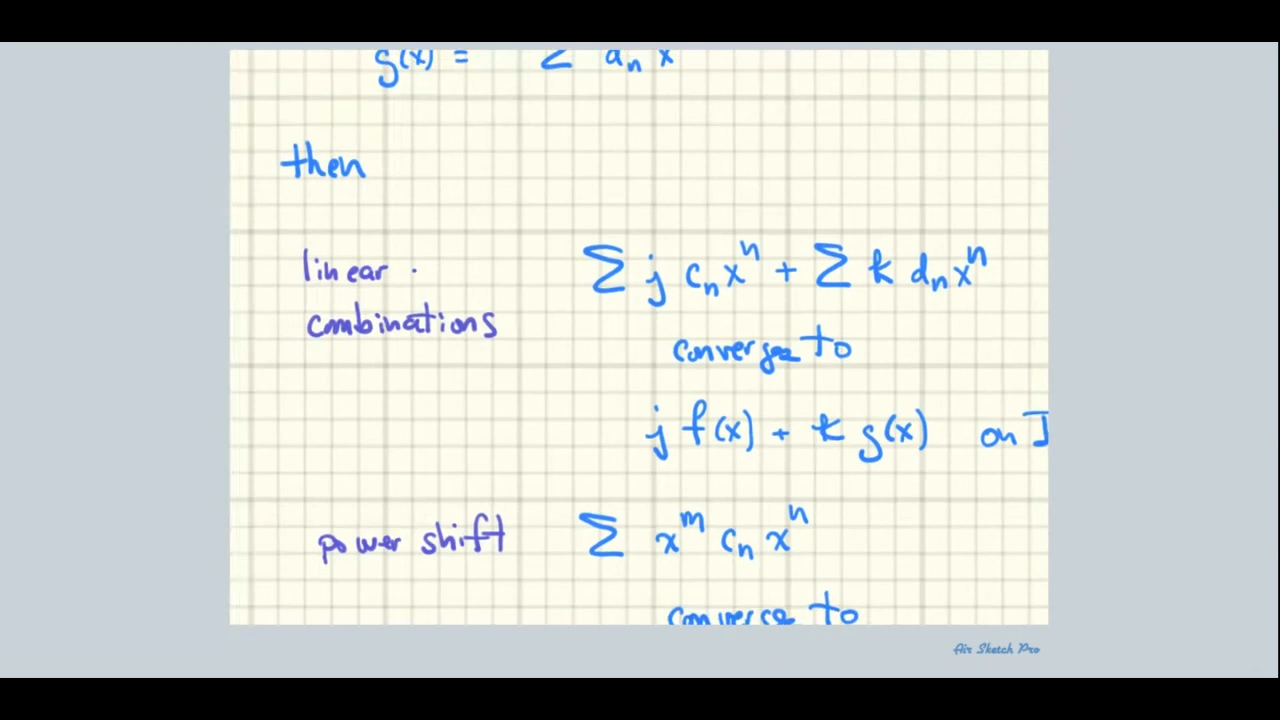 g(x) = Σ dₙ x
then
linear .
combinations
Σ j cₙxⁿ + Σ k dₙxⁿ
converge to
j f(x) + k g(x) on I
power shift Σ xᵐ cₙ xⁿ
converge to
Air Sketch Pro